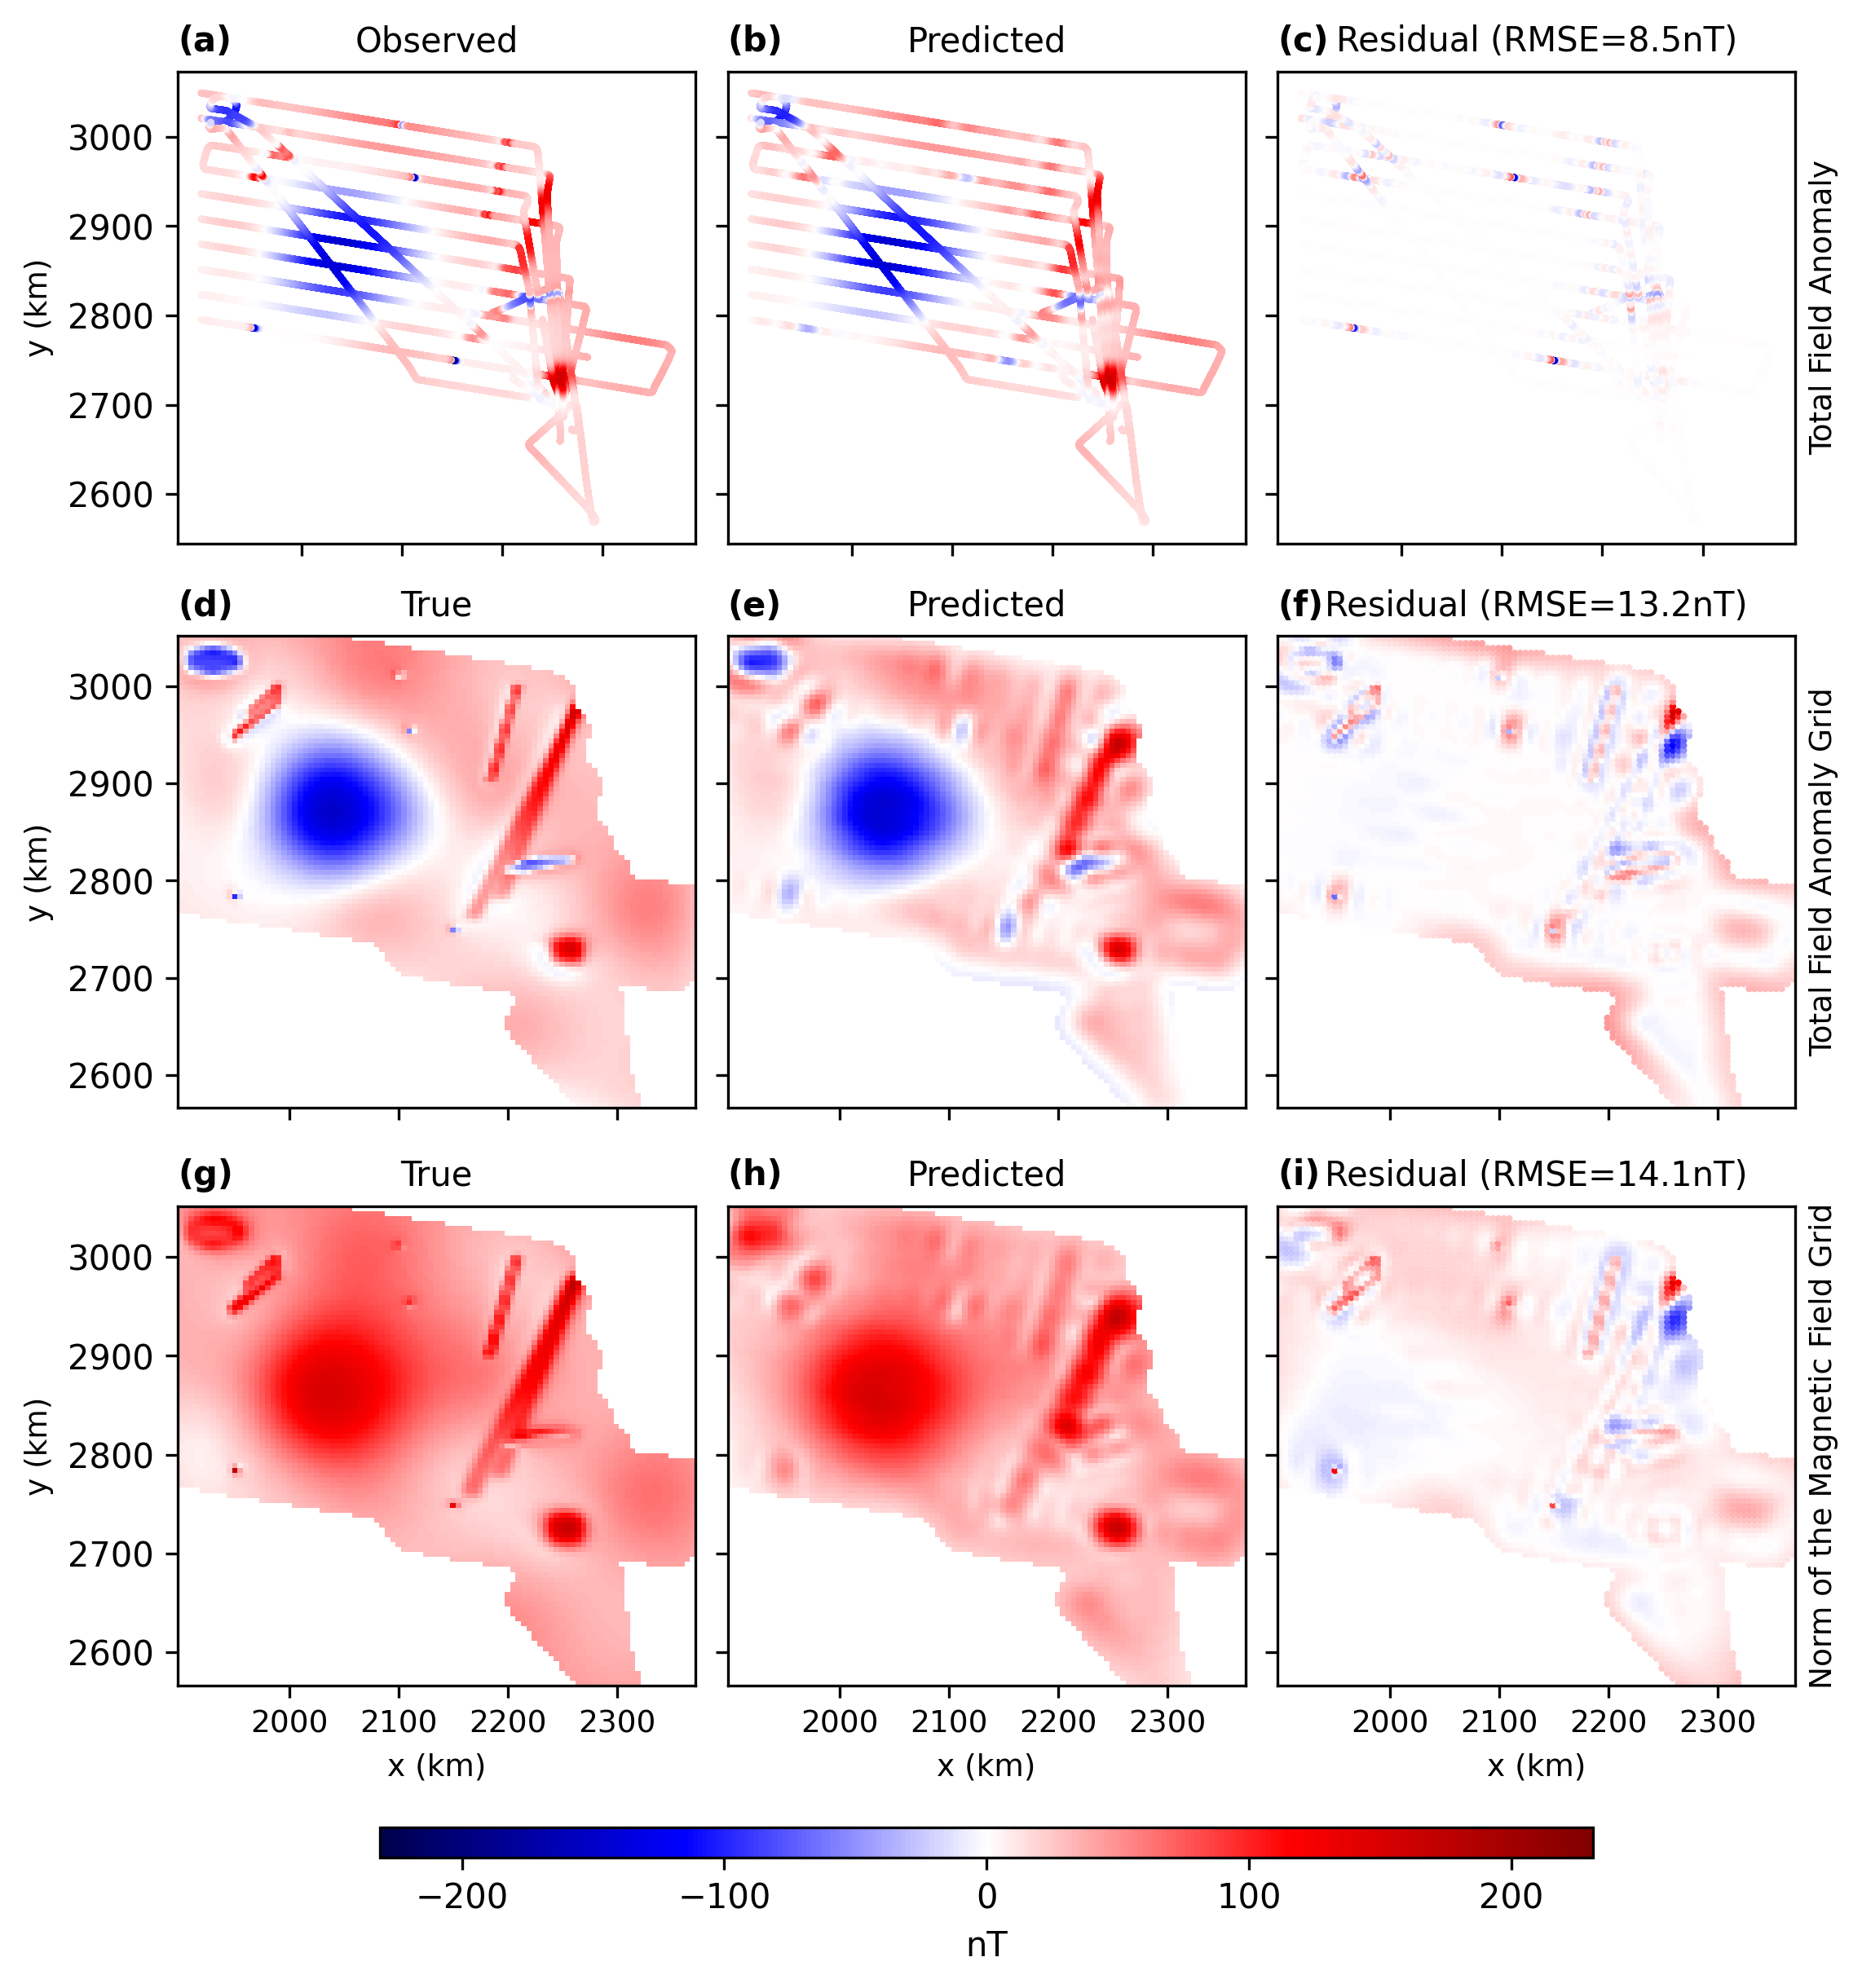 (a) Observed
(b) Predicted
(c) Residual (RMSE=8.5nT)
3000
2900
2800
2700
2600
y (km)
Total Field Anomaly
(d) True
(e) Predicted
(f) Residual (RMSE=13.2nT)
3000
2900
2800
2700
2600
y (km)
Total Field Anomaly Grid
(g) True
(h) Predicted
(i) Residual (RMSE=14.1nT)
3000
2900
2800
2700
2600
y (km)
Norm of the Magnetic Field Grid
2000 2100 2200 2300
2000 2100 2200 2300
2000 2100 2200 2300
x (km)
x (km)
x (km)
−200 −100 0 100 200
nT